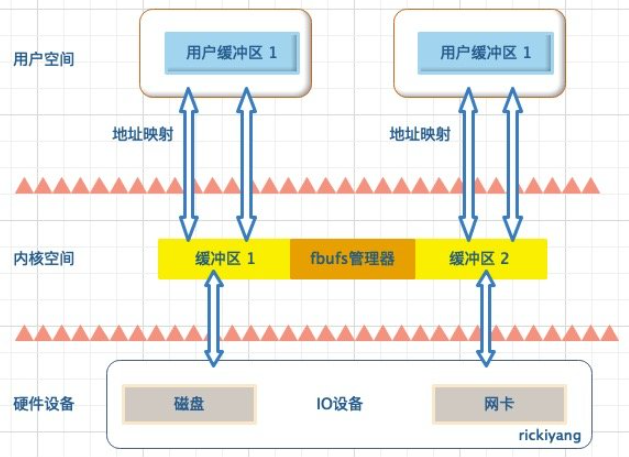 用户空间
用户缓冲区 1
用户缓冲区 1
地址映射
地址映射
内核空间
缓冲区 1
fbufs管理器
缓冲区 2
硬件设备
磁盘
IO设备
网卡
rickiyang